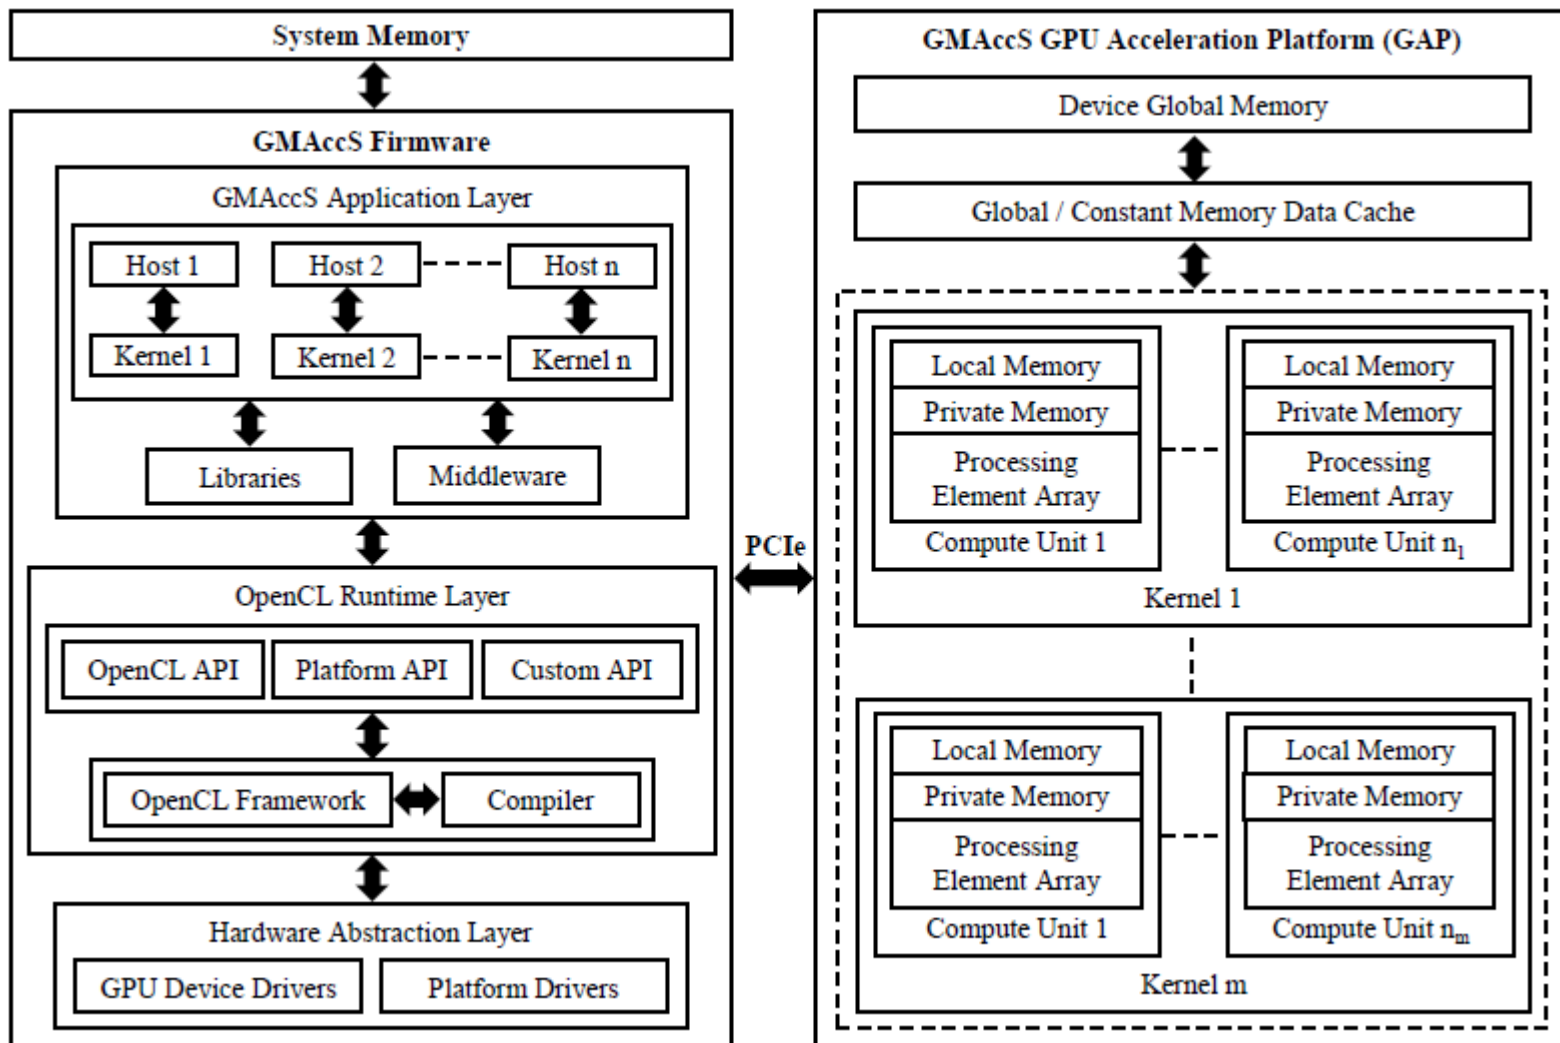 System Memory
GMAccS Firmware
GMAccS Application Layer
Host 1
Host 2
Host n
Kernel 1
Kernel 2
Kernel n
Libraries
Middleware
OpenCL Runtime Layer
OpenCL API
Platform API
Custom API
OpenCL Framework
Compiler
Hardware Abstraction Layer
GPU Device Drivers
Platform Drivers
PCIe
GMAccS GPU Acceleration Platform (GAP)
Device Global Memory
Global / Constant Memory Data Cache
Local Memory
Private Memory
Processing
Element Array
Compute Unit 1
Local Memory
Private Memory
Processing
Element Array
Compute Unit n₁
Kernel 1
Local Memory
Private Memory
Processing
Element Array
Compute Unit 1
Local Memory
Private Memory
Processing
Element Array
Compute Unit nₘ
Kernel m